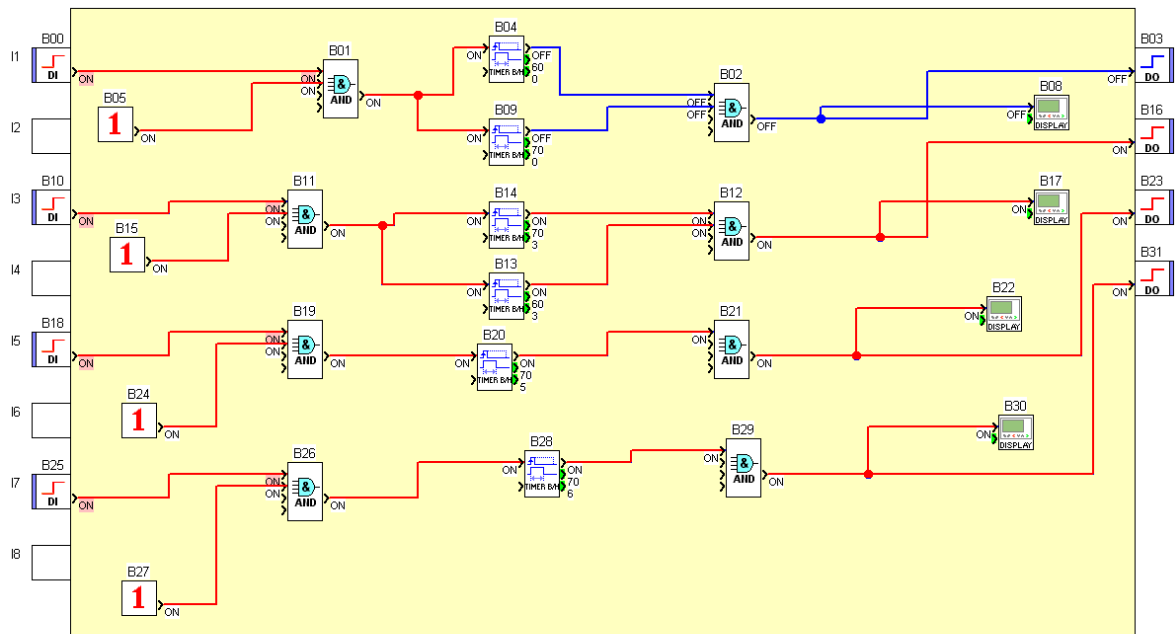 B00
I1
DI
ON
B05
1
ON
B01
ON
ON
&
AND
ON
B04
ON
TIMER B/H
OFF
60
0
B09
ON
TIMER B/H
OFF
70
0
B02
OFF
OFF
&
AND
OFF
B08
OFF
DISPLAY
B03
OFF
DO
I2
B16
ON
DO
B10
I3
DI
ON
B15
1
ON
B11
ON
ON
&
AND
ON
B14
ON
TIMER B/H
ON
70
3
B13
ON
TIMER B/H
ON
60
3
B12
ON
ON
&
AND
ON
B17
ON
DISPLAY
B23
ON
DO
I4
B31
ON
DO
B18
I5
DI
ON
B24
1
ON
B19
ON
ON
&
AND
ON
B20
ON
TIMER B/H
ON
70
5
B21
ON
&
AND
ON
B22
ON
DISPLAY
I6
B25
I7
DI
ON
B27
1
ON
B26
ON
ON
&
AND
ON
B28
ON
TIMER B/H
ON
70
6
B29
ON
&
AND
ON
B30
ON
DISPLAY
I8